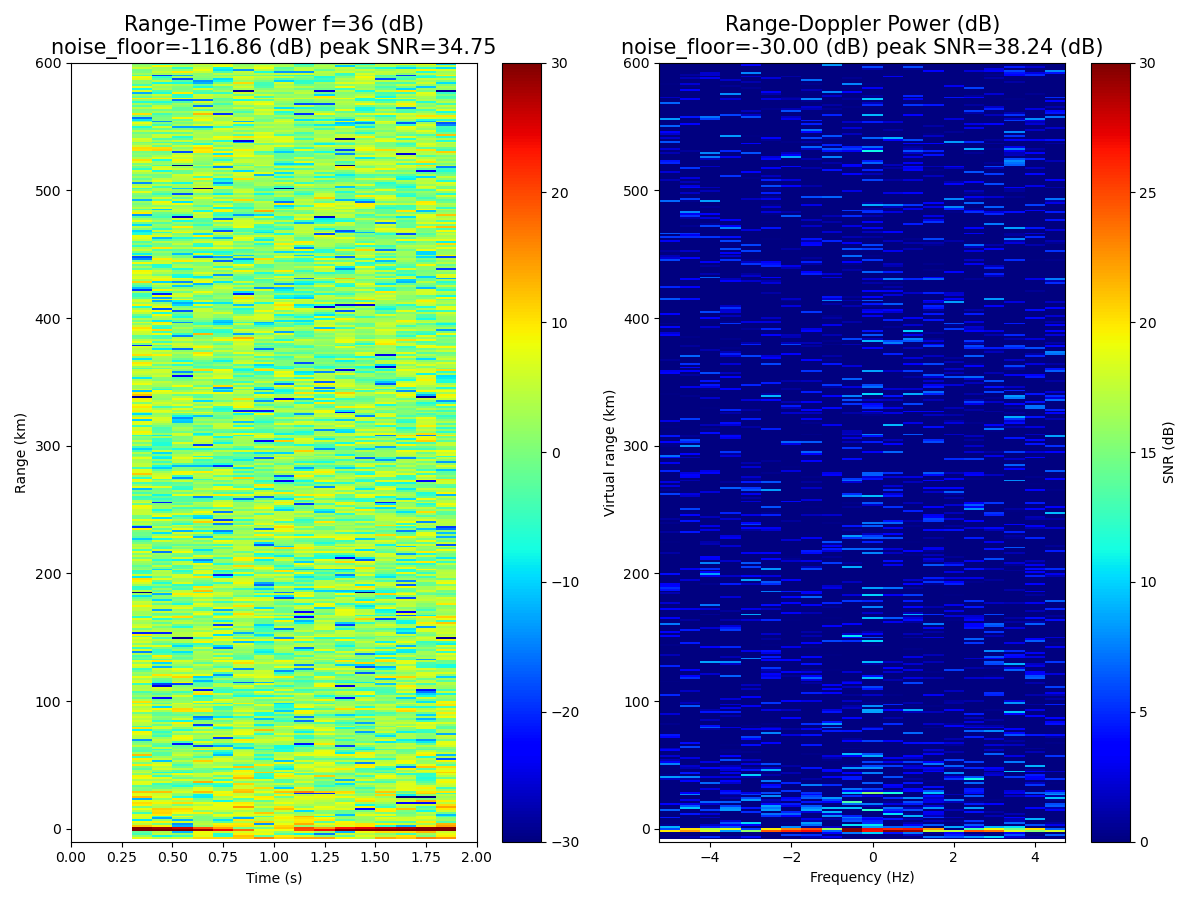 Range-Time Power f=36 (dB)
noise_floor=-116.86 (dB) peak SNR=34.75
Range (km)
600
500
400
300
200
100
0
0.00 0.25 0.50 0.75 1.00 1.25 1.50 1.75 2.00
Time (s)
30
20
10
0
−10
−20
−30
Range-Doppler Power (dB)
noise_floor=-30.00 (dB) peak SNR=38.24 (dB)
Virtual range (km)
600
500
400
300
200
100
0
−4 −2 0 2 4
Frequency (Hz)
30
25
20
15
10
5
0
SNR (dB)